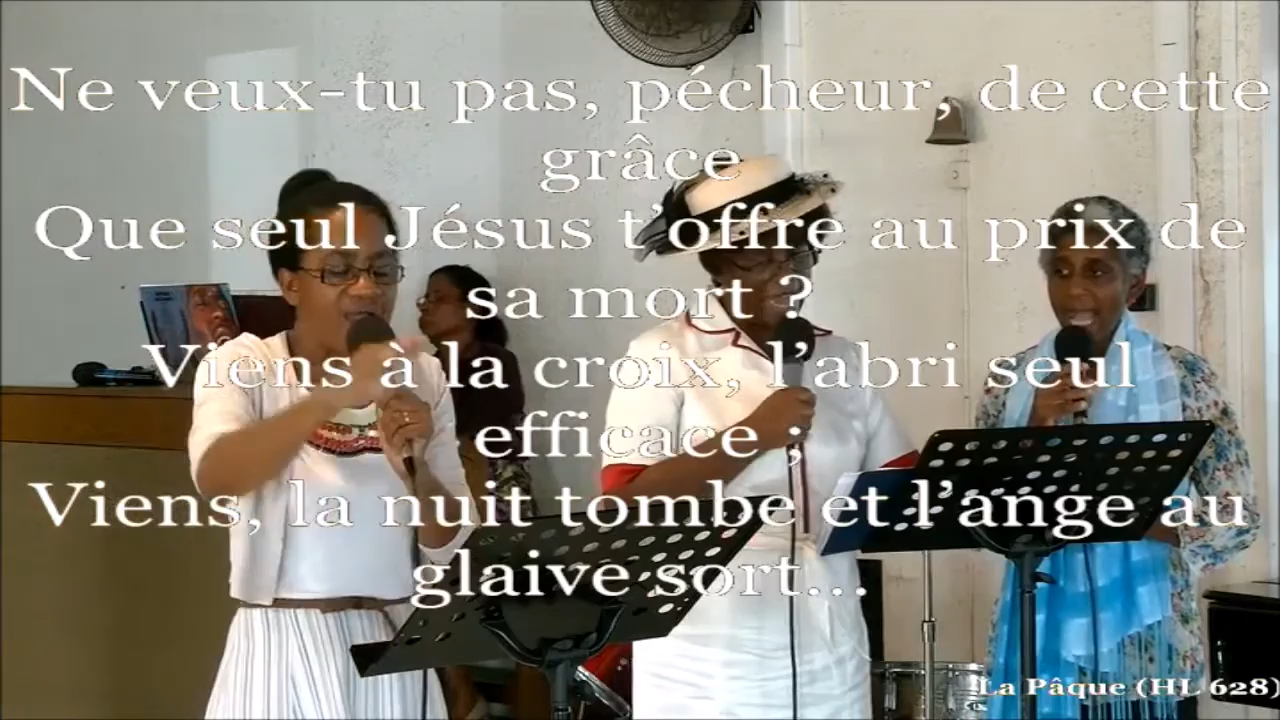 Ne veux-tu pas, pécheur, de cette
grâce
Que seul Jésus t’offre au prix de
sa mort ?
Viens à la croix, l’abri seul
efficace ;
Viens, la nuit tombe et l’ange au
glaive sort...
La Pâque (HL 628)